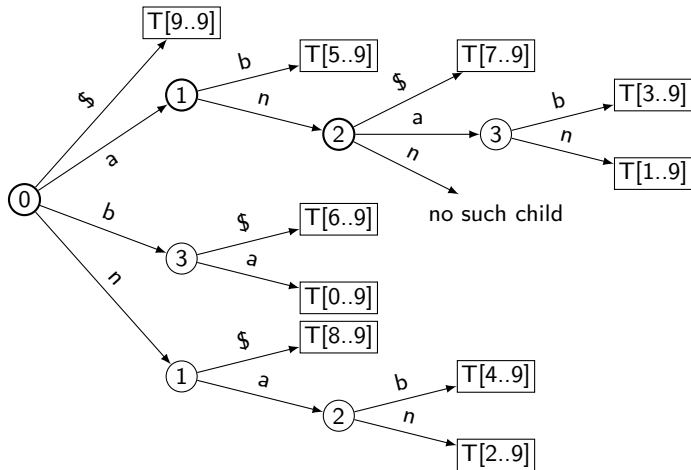 T[9..9]
$
b
T[5..9]
$
T[7..9]
1
n
b
T[3..9]
a
2
a
3
n
n
T[1..9]
0
no such child
b
$
T[6..9]
3
a
n
T[0..9]
$
T[8..9]
1
b
T[4..9]
a
2
n
T[2..9]